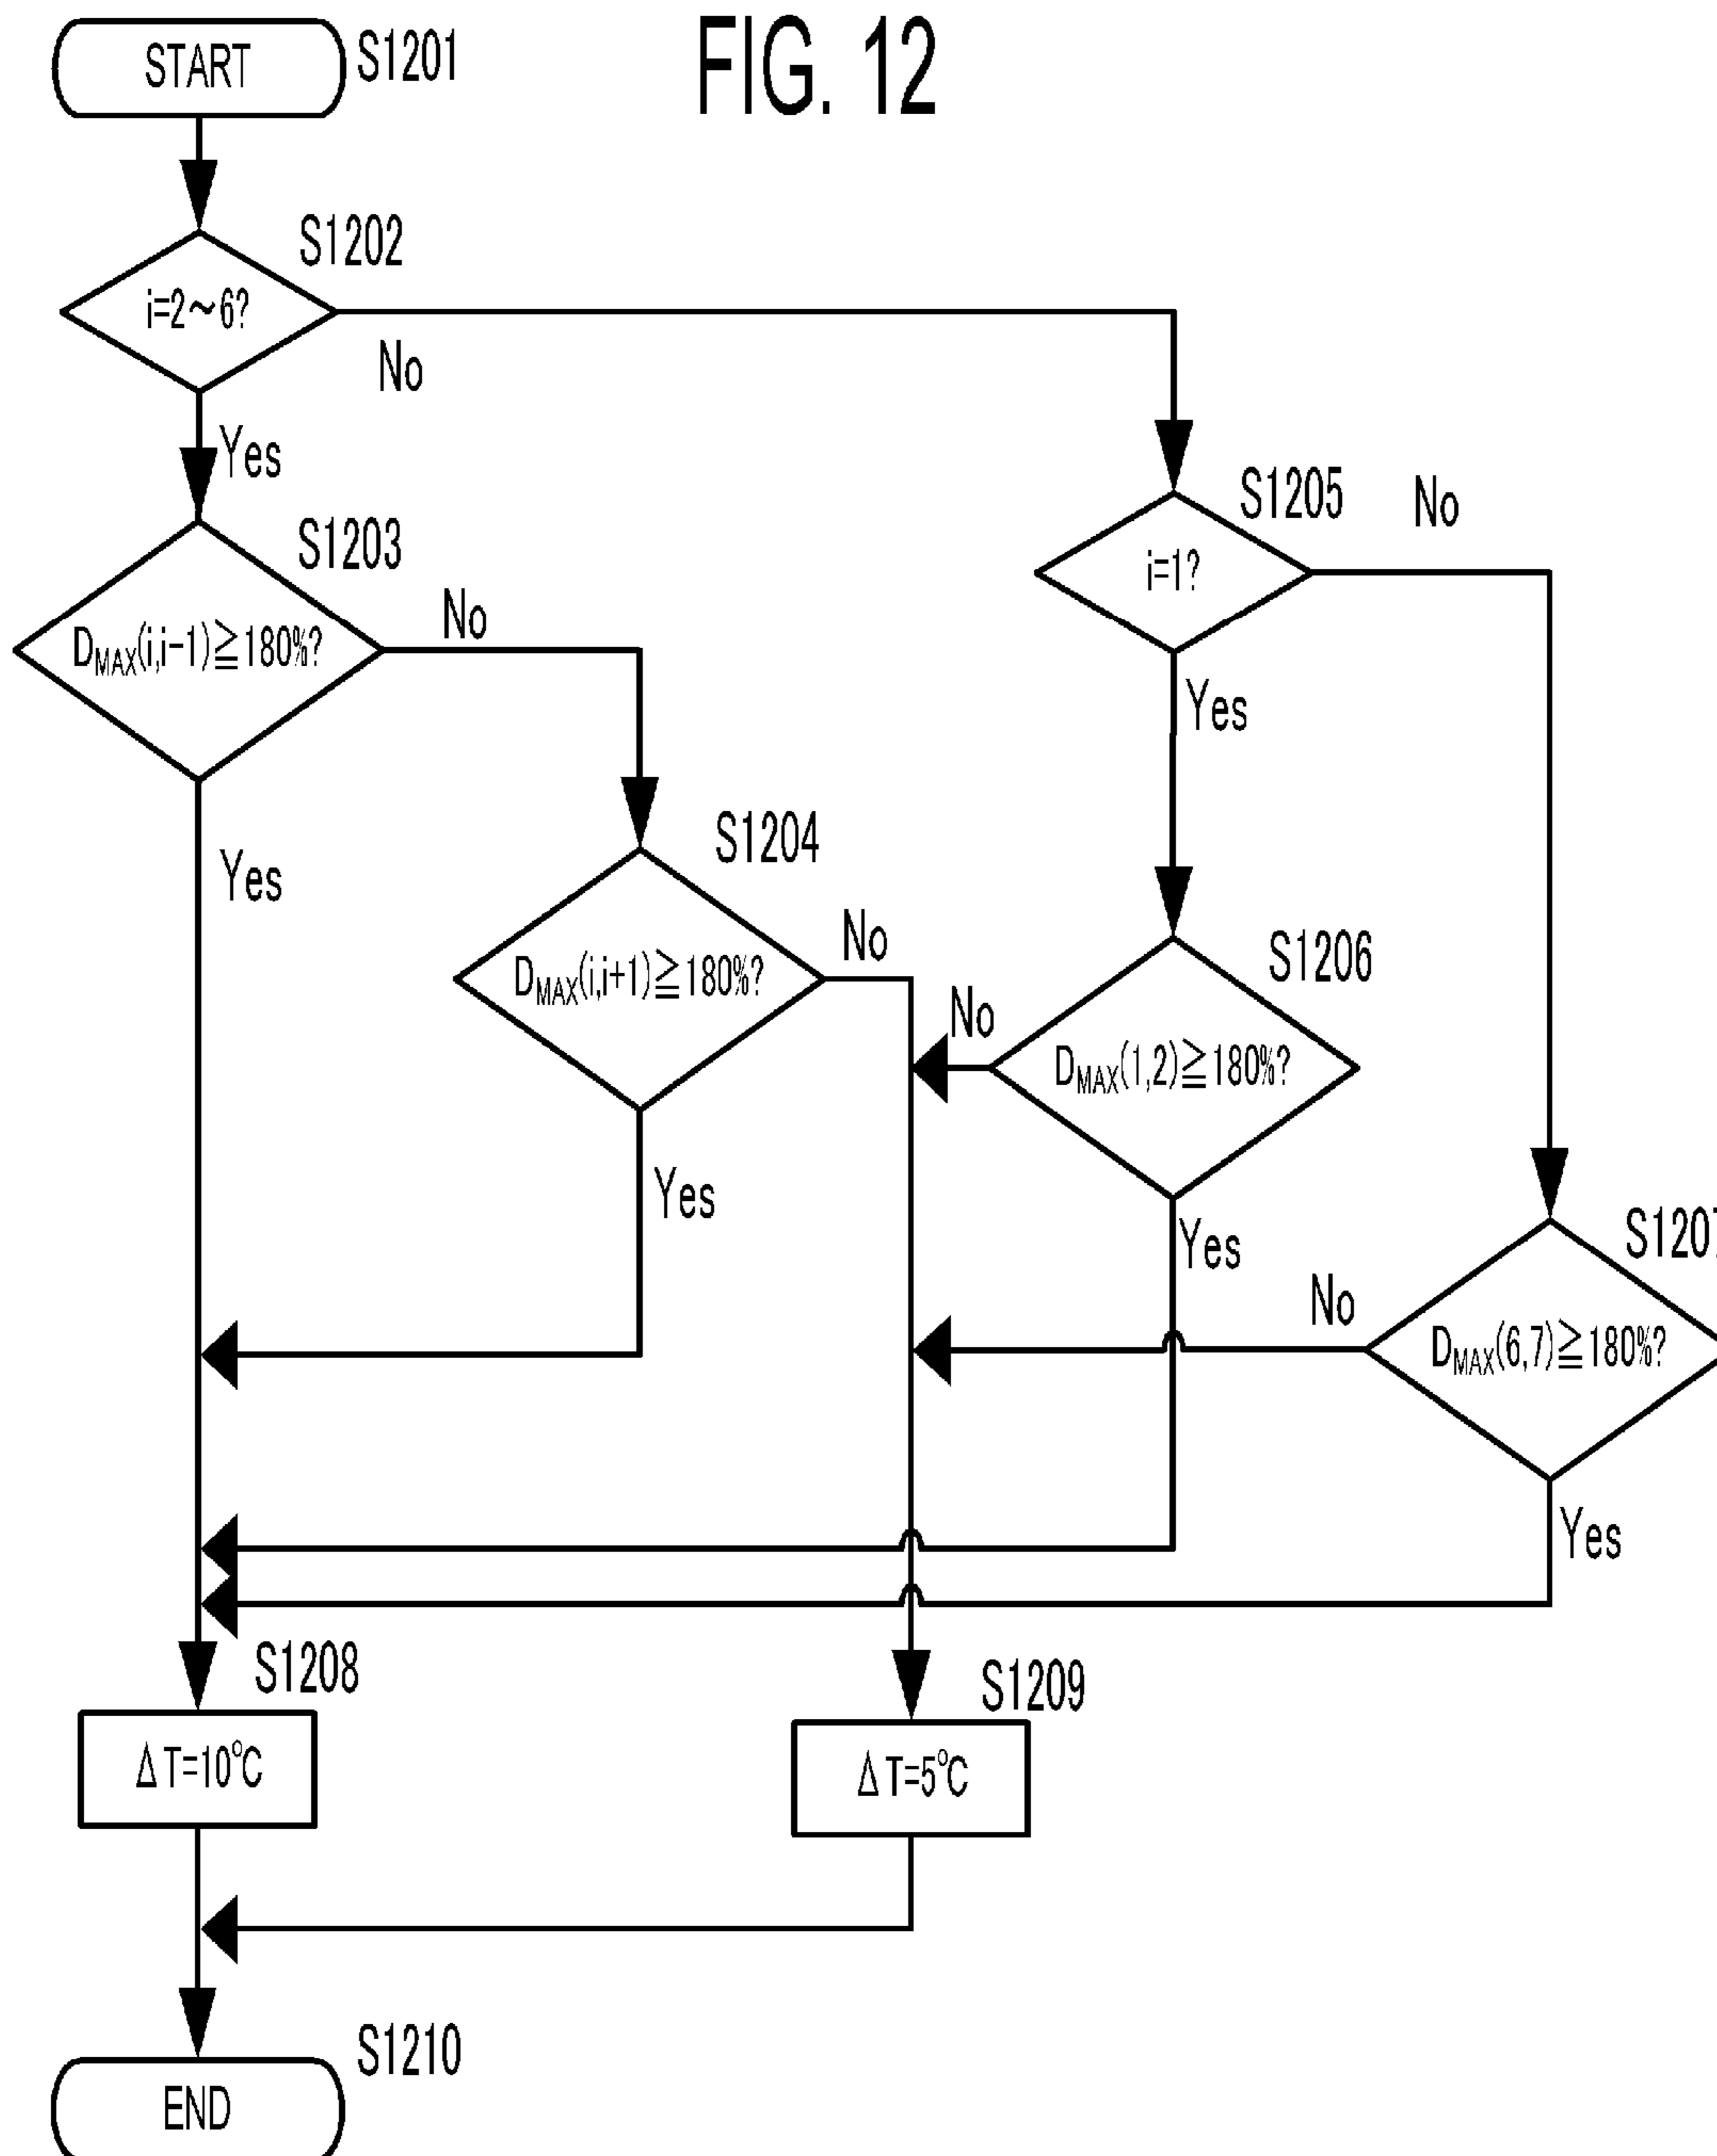 FIG. 12
START
S1201
S1202
i=2~6?
No
Yes
S1203
DMAX(i,i-1)≧180%?
No
Yes
S1204
DMAX(i,i+1)≧180%?
No
Yes
S1205
i=1?
No
Yes
S1206
DMAX(1,2)≧180%?
No
Yes
S1207
DMAX(6,7)≧180%?
No
Yes
S1208
ΔT=10°C
S1209
ΔT=5°C
S1210
END